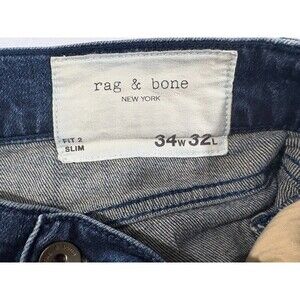 rag & bone
NEW YORK
FIT 2
SLIM
34W 32L